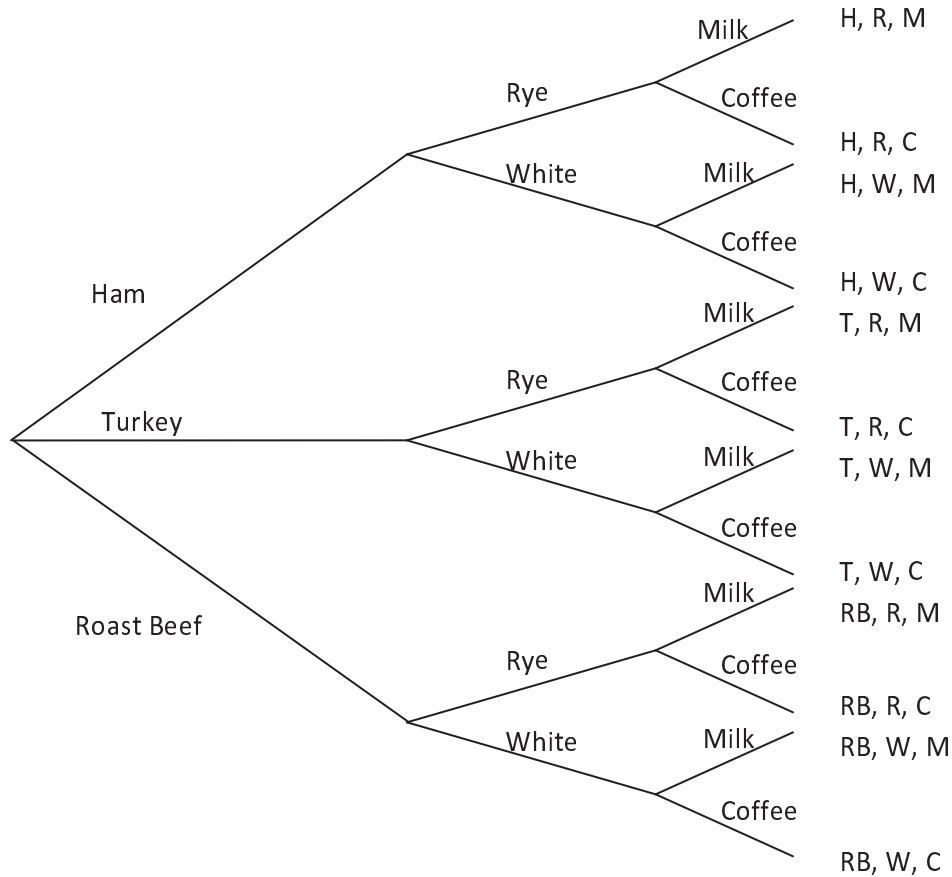 Milk H, R, M
Rye Coffee
H, R, C
White Milk H, W, M
Coffee
Ham H, W, C
Milk T, R, M
Rye Coffee
Turkey T, R, C
White Milk T, W, M
Coffee
T, W, C
Milk RB, R, M
Roast Beef
Rye Coffee
RB, R, C
White Milk RB, W, M
Coffee
RB, W, C